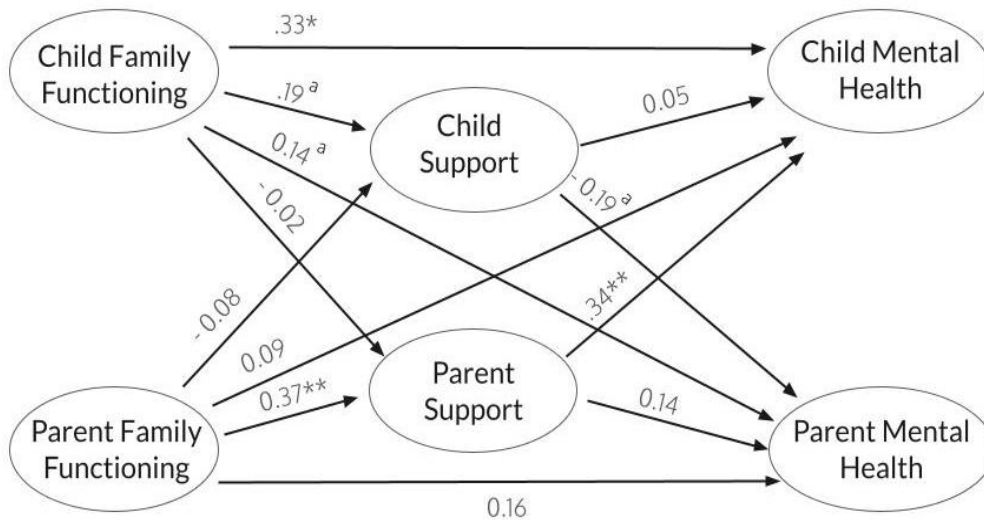 Child Family
Functioning
.33*
Child Mental
Health
.19 a
Child
Support
0.05
0.14 a
- 0.02
- 0.19 a
- 0.08
.34**
0.09
Parent Family
Functioning
0.37**
Parent
Support
0.14
Parent Mental
Health
0.16